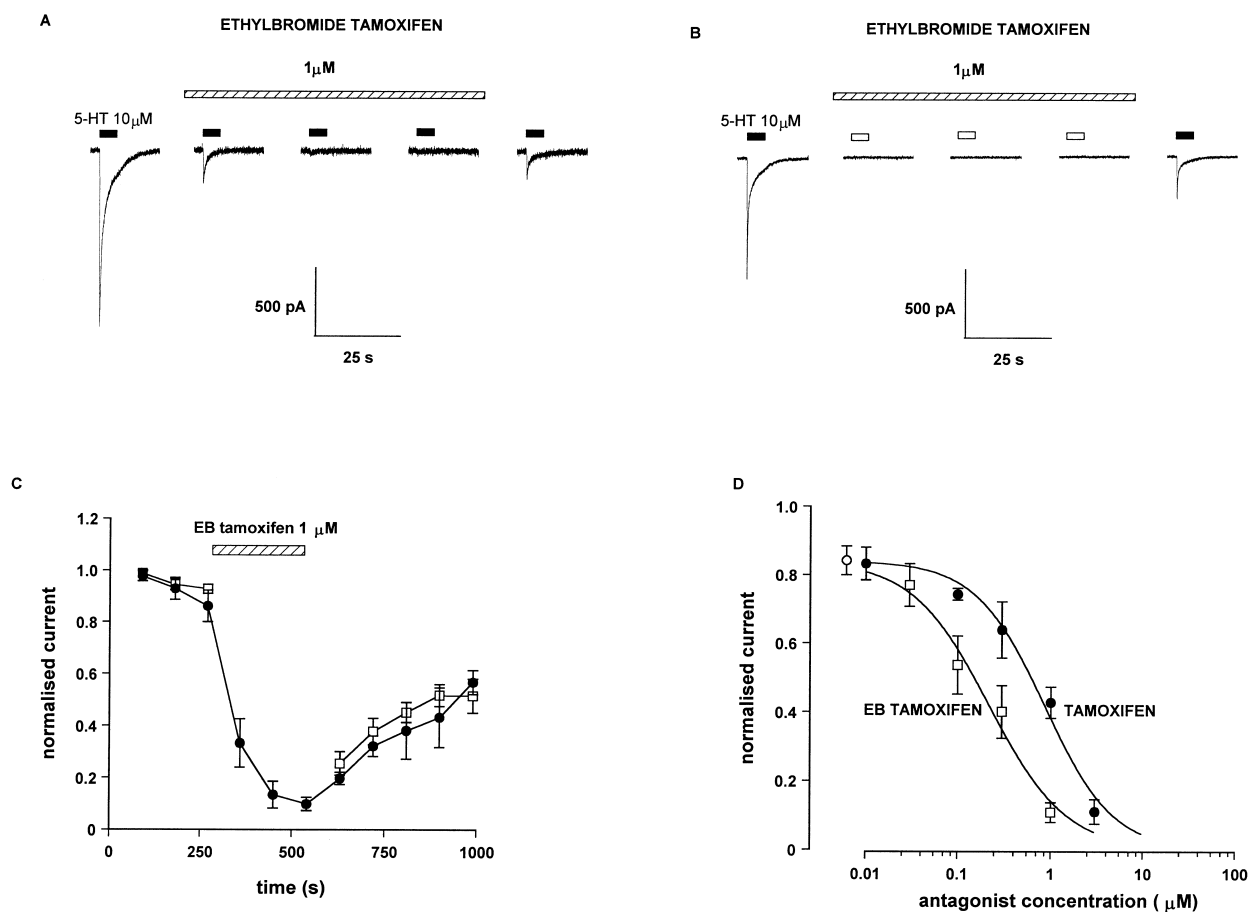 A
ETHYLBROMIDE TAMOXIFEN
1μM
5-HT 10μM
500 pA
25 s
B
ETHYLBROMIDE TAMOXIFEN
1μM
5-HT 10μM
500 pA
25 s
C
EB tamoxifen 1 μM
normalised current
1.2
1.0
0.8
0.6
0.4
0.2
0
0 250 500 750 1000
time (s)
D
normalised current
1.0
0.8
0.6
0.4
0.2
0
EB TAMOXIFEN
TAMOXIFEN
0.01 0.1 1 10 100
antagonist concentration ( μM)